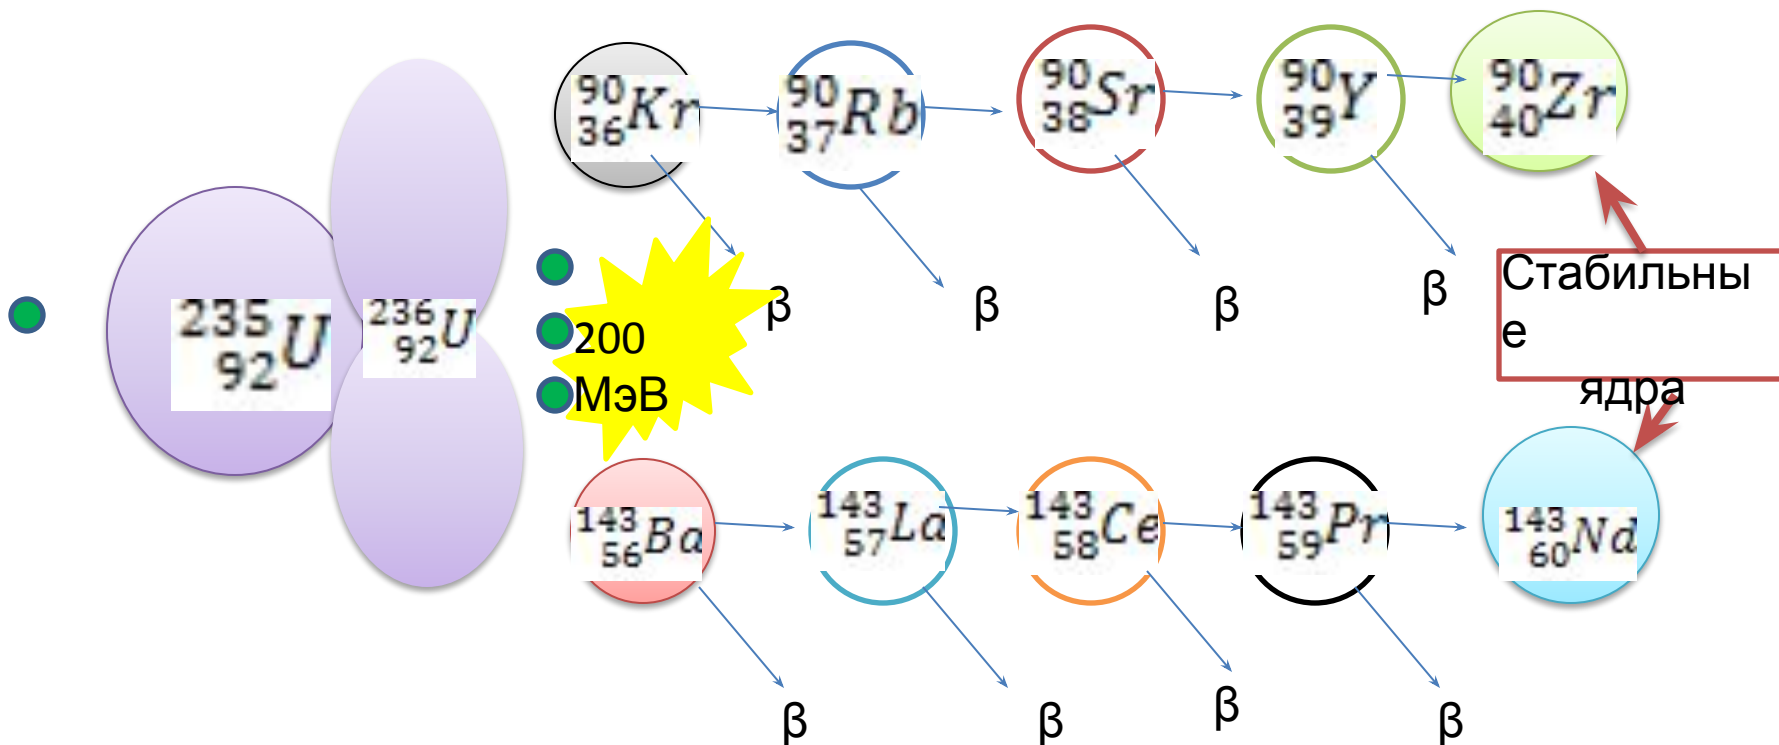 90 36 Kr
90 37 Rb
90 38 Sr
90 39 Y
90 40 Zr
β
β
β
β
Стабильны
е
ядра
235 92 U
236 92 U
200
МэВ
143 56 Ba
143 57 La
143 58 Ce
143 59 Pr
143 60 Nd
β
β
β
β